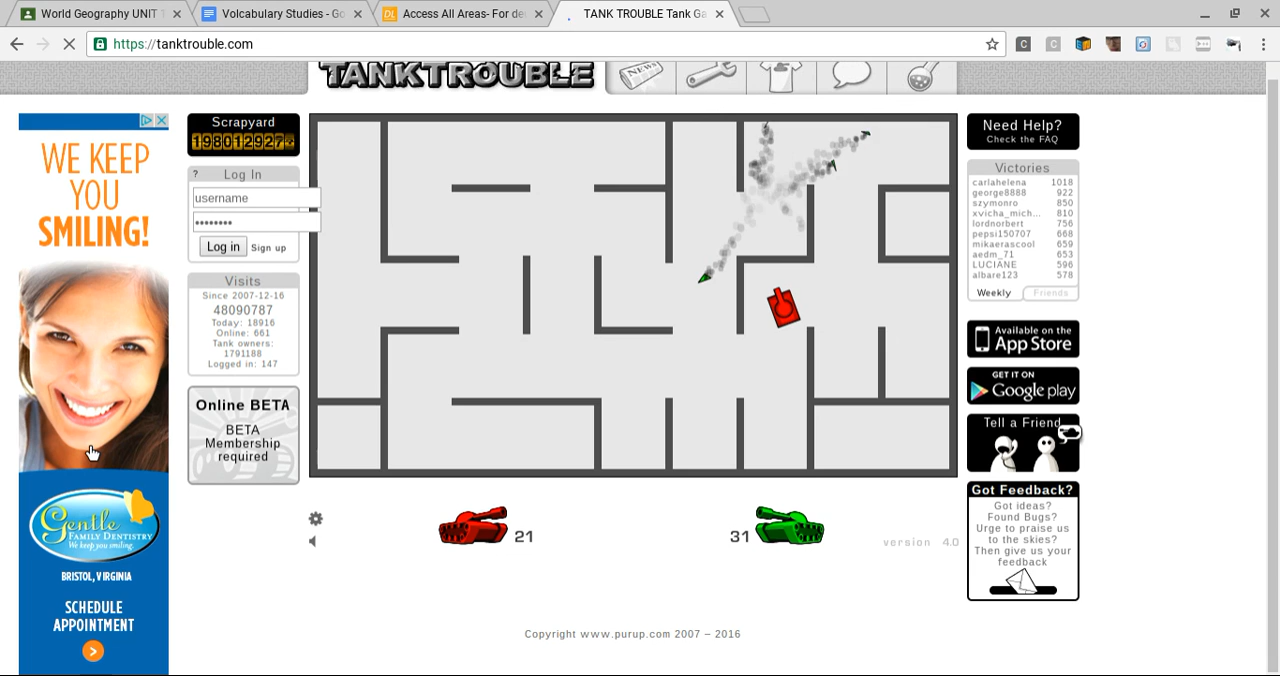 World Geography UNIT 1
Volcabulary Studies - Go
Access All Areas- For de
TANK TROUBLE Tank Ga
https://tanktrouble.com
TANKTROUBLE
NEWS
WE KEEP
YOU
SMILING!
Gentle
FAMILY DENTISTRY
We keep you smiling.
BRISTOL, VIRGINIA
SCHEDULE
APPOINTMENT
Scrapyard
? Log In
username
••••••••
Log in Sign up
Visits
Since 2007-12-16
48090787
Today: 18916
Online: 661
Tank owners:
1791188
Logged in: 147
Online BETA
BETA
Membership
required
21
31
version 4.0
Copyright www.purup.com 2007 – 2016
Need Help?
Check the FAQ
Victories
carlahelena 1018
george8888 922
szymonro 850
xvicha_mich... 810
lordnorbert 756
pepsi150707 668
mikaerascool 659
aedm_71 653
LUCIANE 596
albare123 578
Weekly Friends
Available on the
App Store
GET IT ON
Google play
Tell a Friend
Got Feedback?
Got ideas?
Found Bugs?
Urge to praise us
to the skies?
Then give us your
feedback